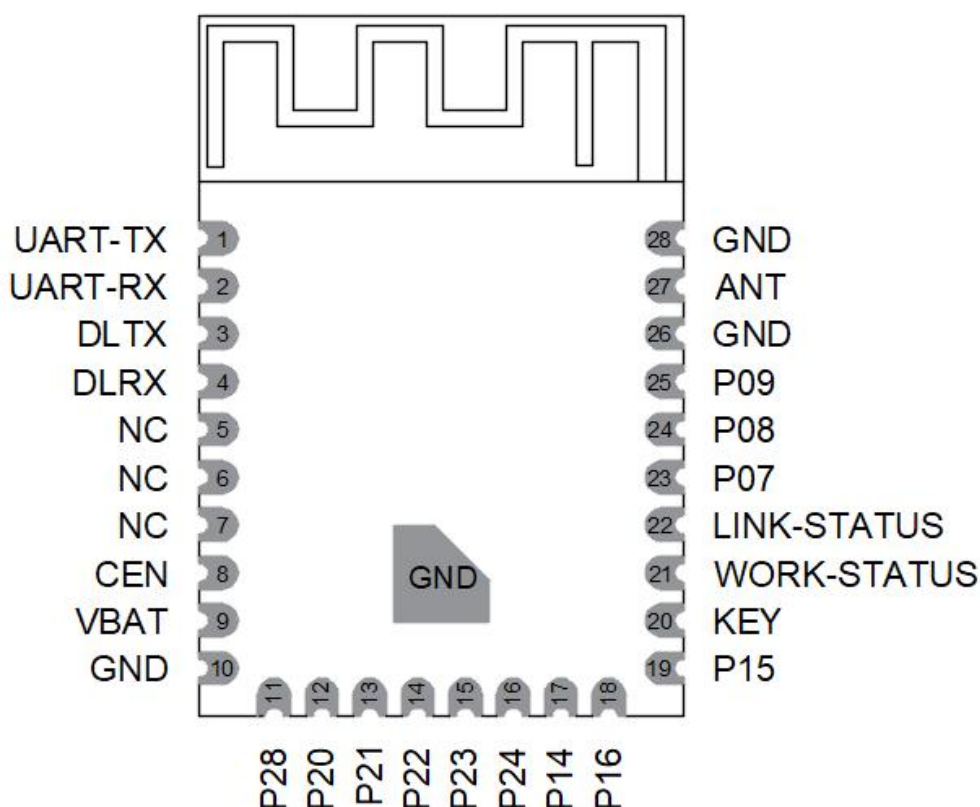 UART-TX 1 28 GND
UART-RX 2 27 ANT
DLTX 3 26 GND
DLRX 4 25 P09
NC 5 24 P08
NC 6 23 P07
NC 7 22 LINK-STATUS
CEN 8 GND 21 WORK-STATUS
VBAT 9 20 KEY
GND 10 19 P15
11 12 13 14 15 16 17 18
P28 P20 P21 P22 P23 P24 P14 P16